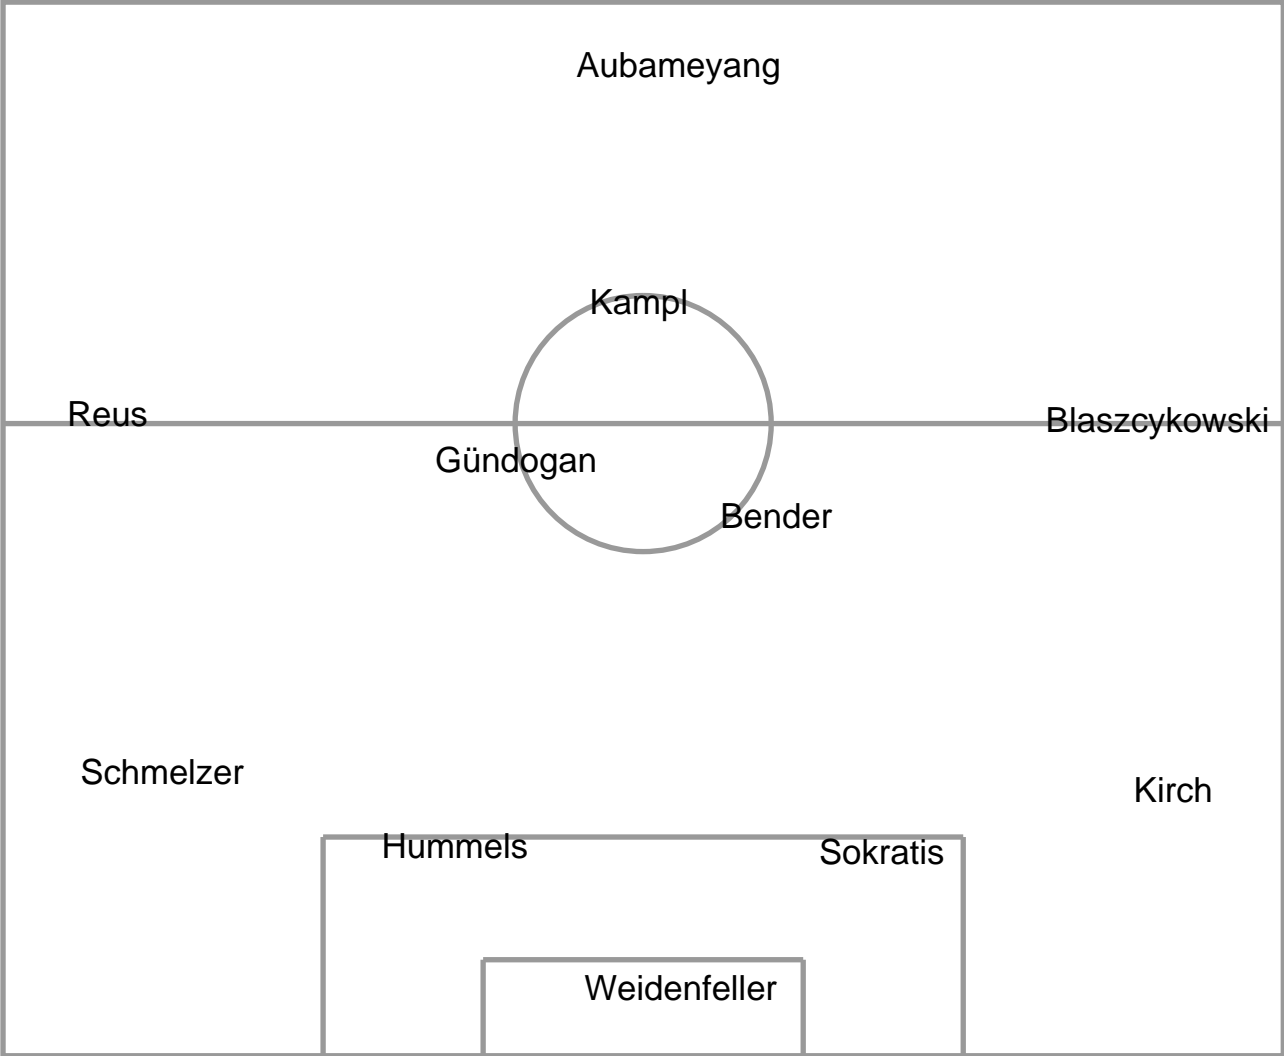 Aubameyang
Kampl
Reus
Blaszcykowski
Gündogan
Bender
Schmelzer
Kirch
Hummels
Sokratis
Weidenfeller